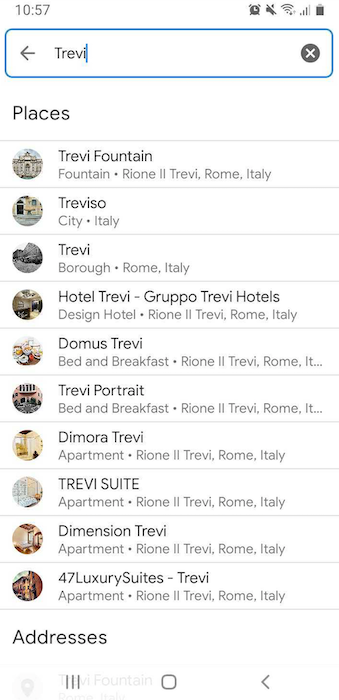 10:57
Trevi
Places
Trevi Fountain
Fountain • Rione II Trevi, Rome, Italy
Treviso
City • Italy
Trevi
Borough • Rome, Italy
Hotel Trevi - Gruppo Trevi Hotels
Design Hotel • Rione II Trevi, Rome, Italy
Domus Trevi
Bed and Breakfast • Rione II Trevi, Rome, It...
Trevi Portrait
Bed and Breakfast • Rione II Trevi, Rome, It...
Dimora Trevi
Apartment • Rione II Trevi, Rome, Italy
TREVI SUITE
Apartment • Rione II Trevi, Rome, Italy
Dimension Trevi
Apartment • Rione II Trevi, Rome, Italy
47LuxurySuites - Trevi
Apartment • Rione II Trevi, Rome, Italy
Addresses
Trevi Fountain
Rome, Italy